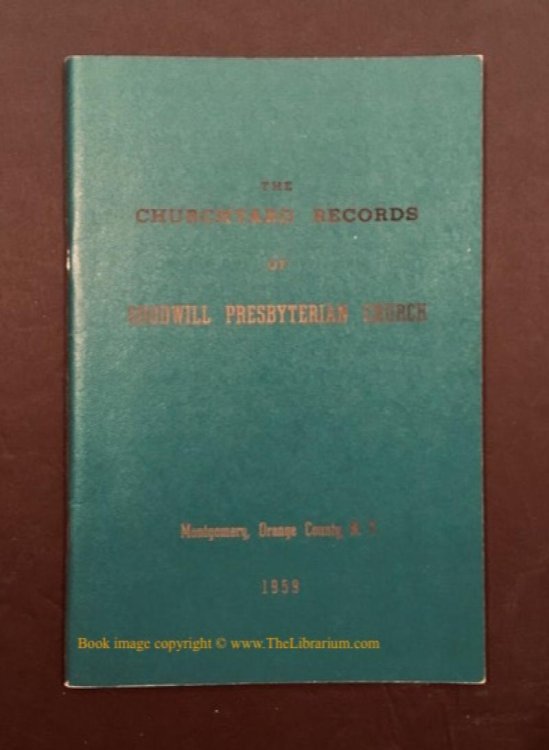 THE
CHURCHYARD RECORDS
OF
GOODWILL PRESBYTERIAN CHURCH
Montgomery, Orange County, N. Y.
1959
Book image copyright © www.TheLibrarium.com